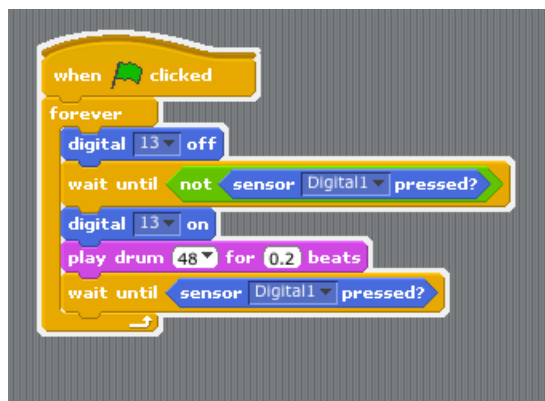 when clicked
forever
digital 13 off
wait until not sensor Digital1 pressed?
digital 13 on
play drum 48 for 0.2 beats
wait until sensor Digital1 pressed?